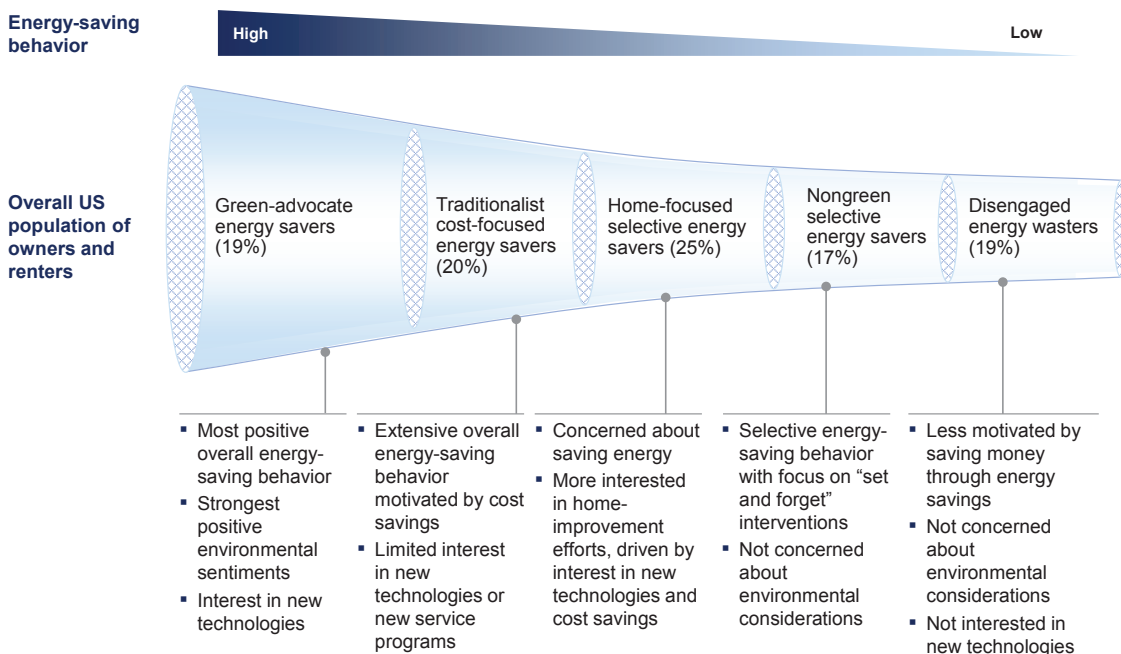 Energy-saving
behavior
High
Low
Overall US
population of
owners and
renters
Green-advocate
energy savers
(19%)
Traditionalist
cost-focused
energy savers
(20%)
Home-focused
selective energy
savers (25%)
Nongreen
selective
energy savers
(17%)
Disengaged
energy wasters
(19%)
▪ Most positive
overall energy-
saving behavior
▪ Strongest
positive
environmental
sentiments
▪ Interest in new
technologies
▪ Extensive overall
energy-saving
behavior
motivated by cost
savings
▪ Limited interest
in new
technologies or
new service
programs
▪ Concerned about
saving energy
▪ More interested
in home-
improvement
efforts, driven by
interest in new
technologies and
cost savings
▪ Selective energy-
saving behavior
with focus on “set
and forget”
interventions
▪ Not concerned
about
environmental
considerations
▪ Less motivated by
saving money
through energy
savings
▪ Not concerned
about
environmental
considerations
▪ Not interested in
new technologies